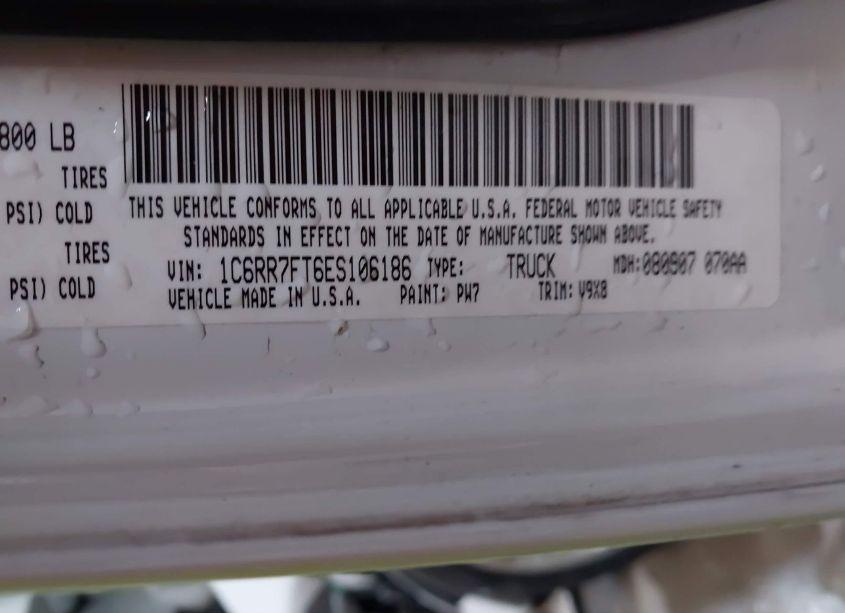 800 LB
TIRES
PSI) COLD
TIRES
PSI) COLD
THIS VEHICLE CONFORMS TO ALL APPLICABLE U.S.A. FEDERAL MOTOR VEHICLE SAFETY
STANDARDS IN EFFECT ON THE DATE OF MANUFACTURE SHOWN ABOVE.
VIN: 1C6RR7FT6ES106186 TYPE: TRUCK MDH: 070AA
VEHICLE MADE IN U.S.A. PAINT: PW7 TRIM: V9X8